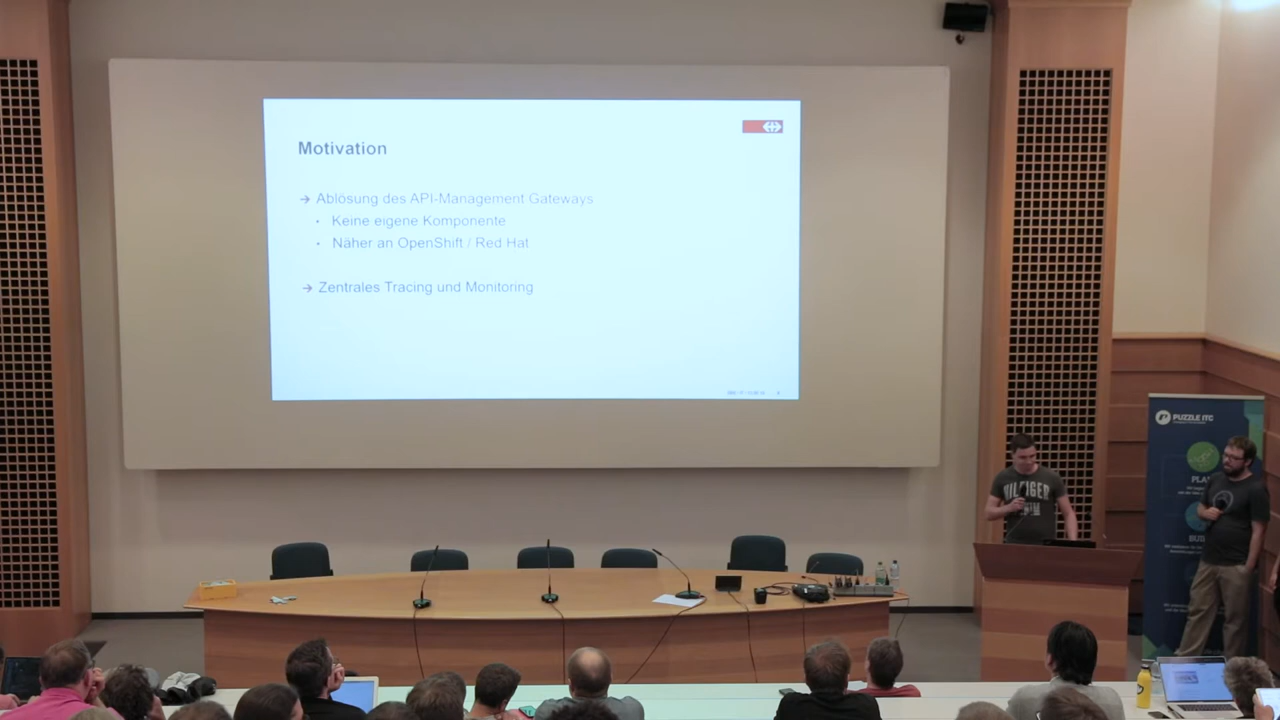 Motivation
→ Ablösung des API-Management Gateways
• Keine eigene Komponente
• Näher an OpenShift / Red Hat
→ Zentrales Tracing und Monitoring
PUZZLE ITC
HILFIGER
DENIM